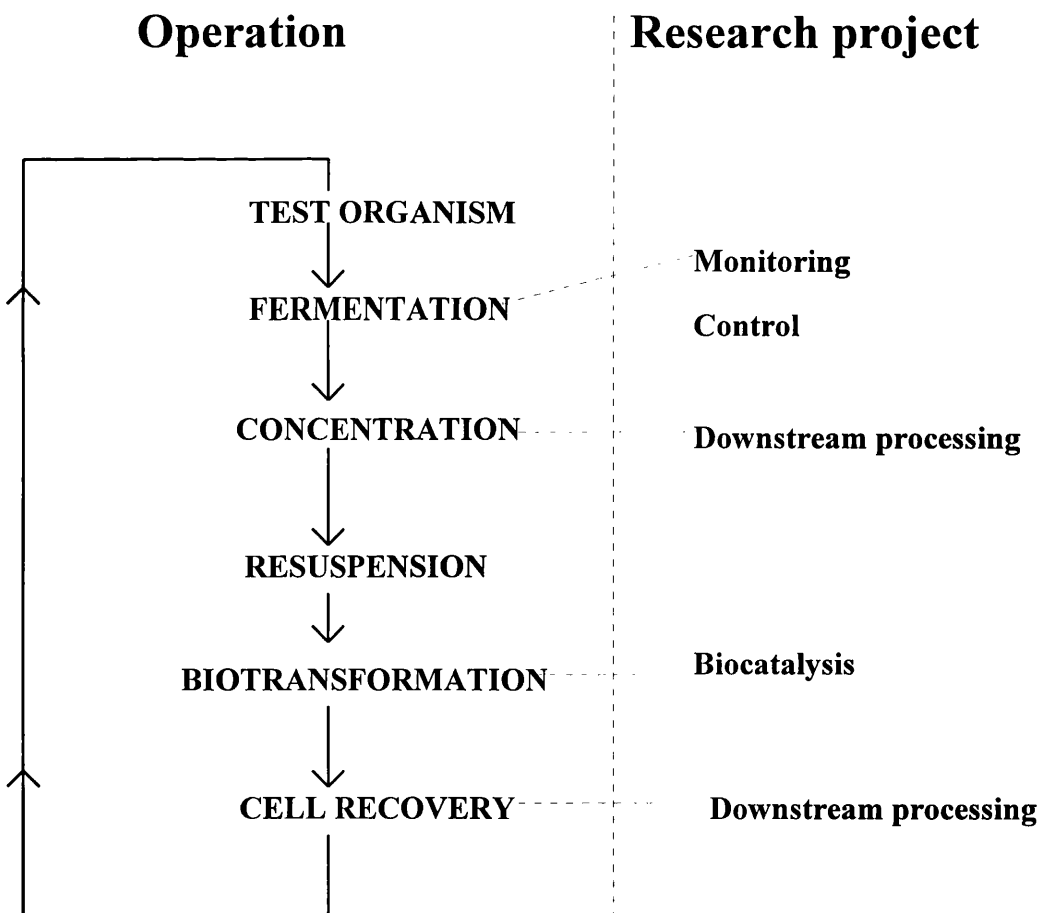 Operation
Research project
TEST ORGANISM
Monitoring
FERMENTATION
Control
CONCENTRATION
Downstream processing
RESUSPENSION
Biocatalysis
BIOTRANSFORMATION
CELL RECOVERY
Downstream processing